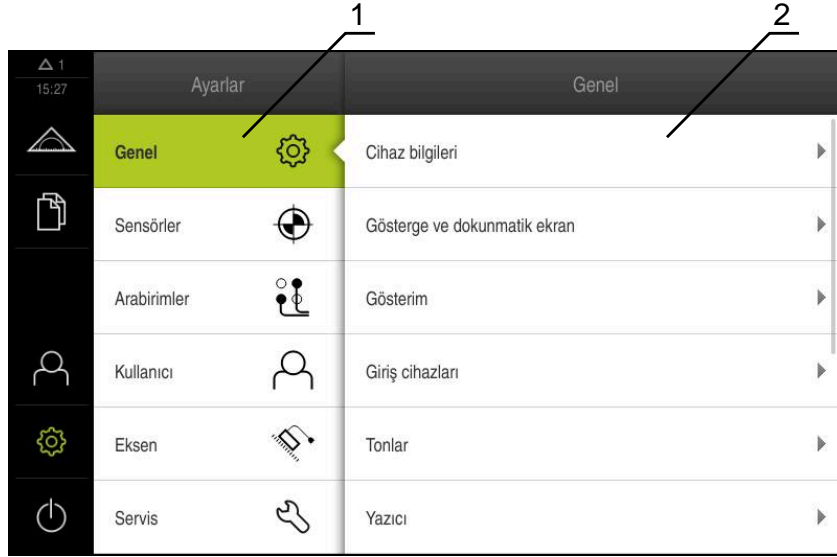 1
2
1
15:27
Ayarlar
Genel
Genel
Sensörler
Arabirimler
Kullanıcı
Eksen
Servis
Cihaz bilgileri
Gösterge ve dokunmatik ekran
Gösterim
Giriş cihazları
Tonlar
Yazıcı